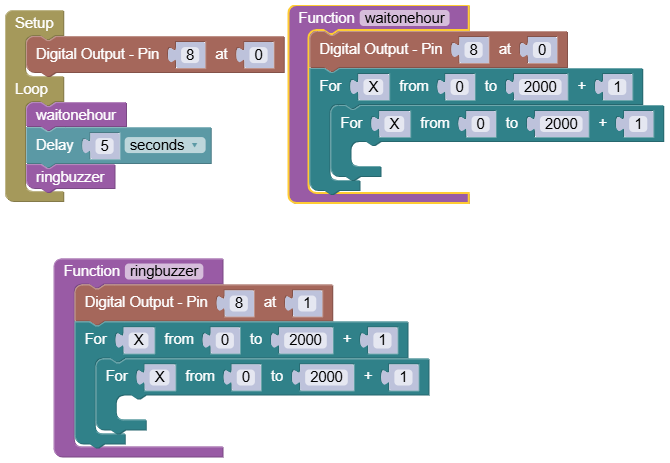 Setup
Digital Output - Pin 8 at 0
Loop
waitonehour
Delay 5 seconds
ringbuzzer
Function waitonehour
Digital Output - Pin 8 at 0
For X from 0 to 2000 + 1
For X from 0 to 2000 + 1
Function ringbuzzer
Digital Output - Pin 8 at 1
For X from 0 to 2000 + 1
For X from 0 to 2000 + 1